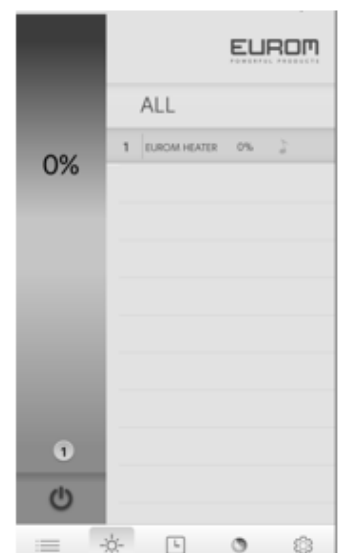 EUROM
POWERFUL PRODUCTS
ALL
1 EUROM HEATER 0%
0%
1